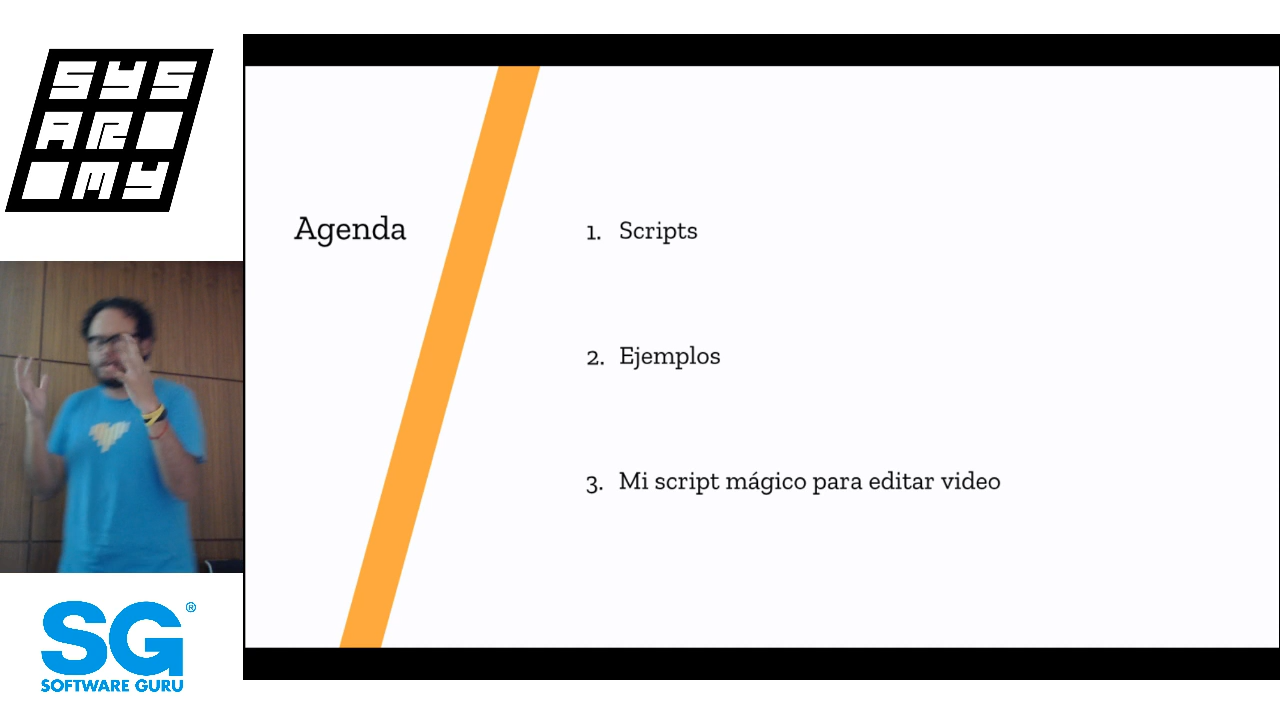 SYS
AR
MY
Agenda
1. Scripts
2. Ejemplos
3. Mi script mágico para editar video
SG®
SOFTWARE GURU